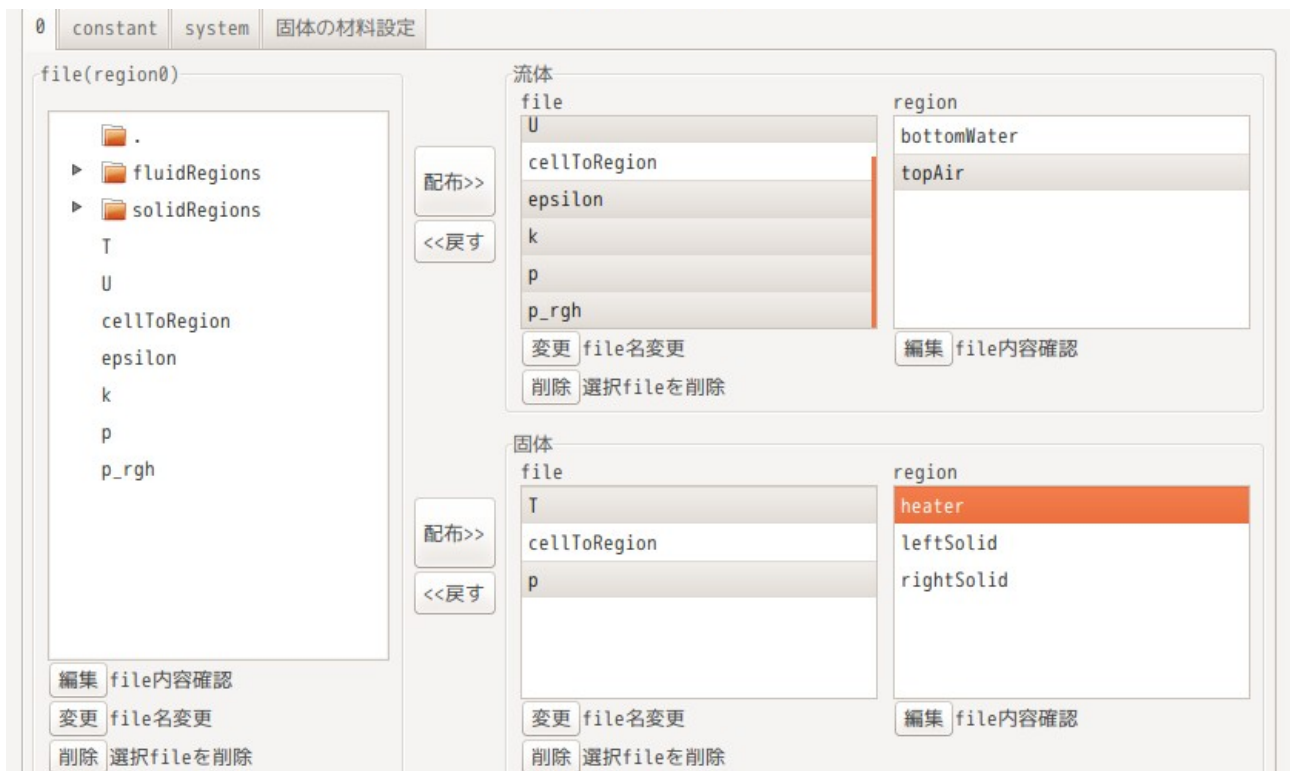 0 constant system 固体の材料設定
file(region0)
.
fluidRegions
solidRegions
T
U
cellToRegion
epsilon
k
p
p_rgh
編集 file内容確認
変更 file名変更
削除 選択fileを削除
配布>>
<<戻す
流体
file
U
cellToRegion
epsilon
k
p
p_rgh
変更 file名変更
削除 選択fileを削除
region
bottomWater
topAir
編集 file内容確認
配布>>
<<戻す
固体
file
T
cellToRegion
p
変更 file名変更
削除 選択fileを削除
region
heater
leftSolid
rightSolid
編集 file内容確認